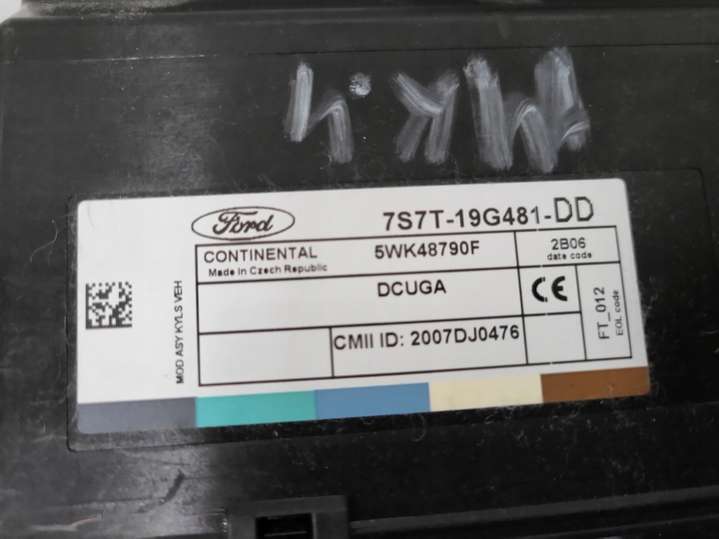 Ford
7S7T-19G481-DD
CONTINENTAL
Made In Czech Republic
5WK48790F
2B06
date code
DCUGA
CMII ID: 2007DJ0476
FT_012
EOL code
MOD ASY KYLS VEH